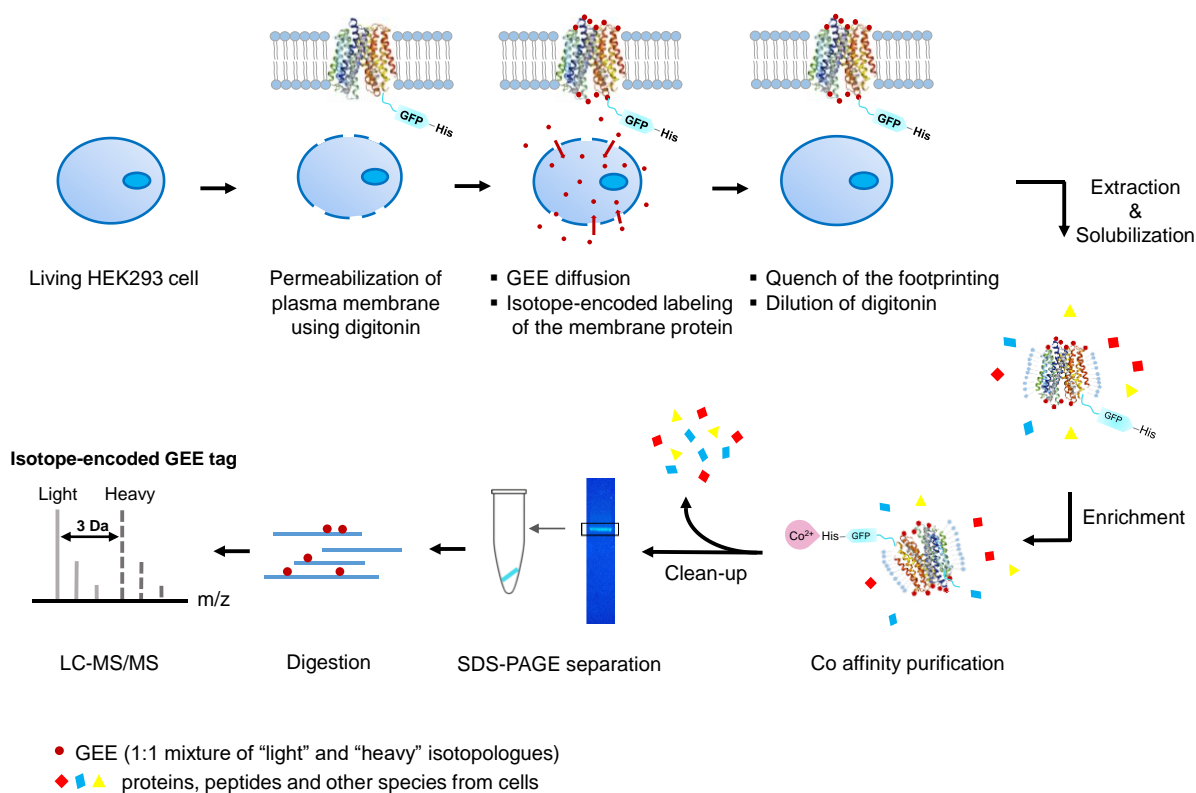 GFP
His
GFP
His
GFP
His
Living HEK293 cell
Permeabilization of
plasma membrane
using digitonin
▪ GEE diffusion
▪ Isotope-encoded labeling
of the membrane protein
▪ Quench of the footprinting
▪ Dilution of digitonin
Extraction
&
Solubilization
GFP
His
Enrichment
Co2+
His
GFP
Clean-up
Isotope-encoded GEE tag
Light Heavy
3 Da
m/z
LC-MS/MS
Digestion
SDS-PAGE separation
Co affinity purification
GEE (1:1 mixture of “light” and “heavy” isotopologues)
proteins, peptides and other species from cells